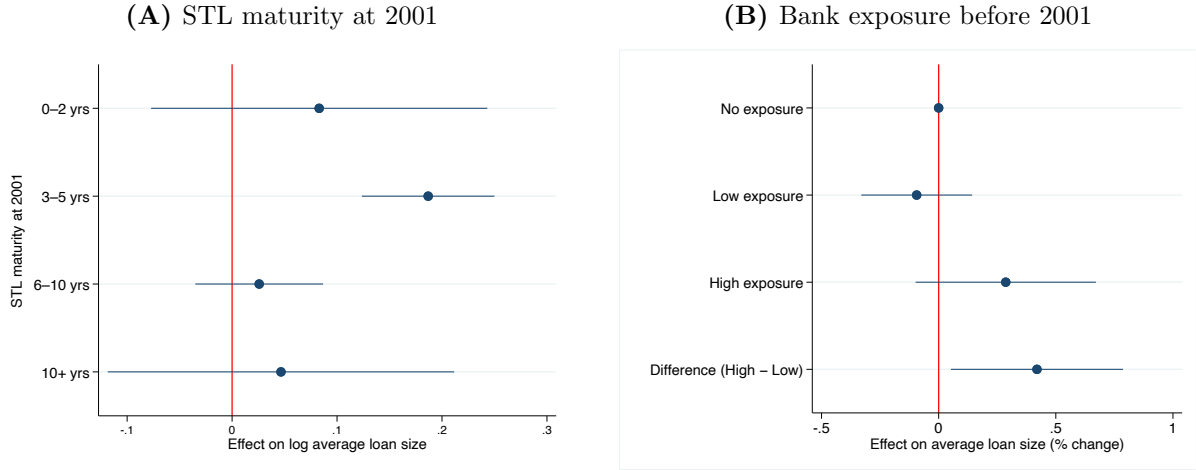 (A) STL maturity at 2001
STL maturity at 2001
0–2 yrs
3–5 yrs
6–10 yrs
10+ yrs
-.1 0 .1 .2 .3
Effect on log average loan size
(B) Bank exposure before 2001
No exposure
Low exposure
High exposure
Difference (High – Low)
-.5 0 .5 1
Effect on average loan size (% change)